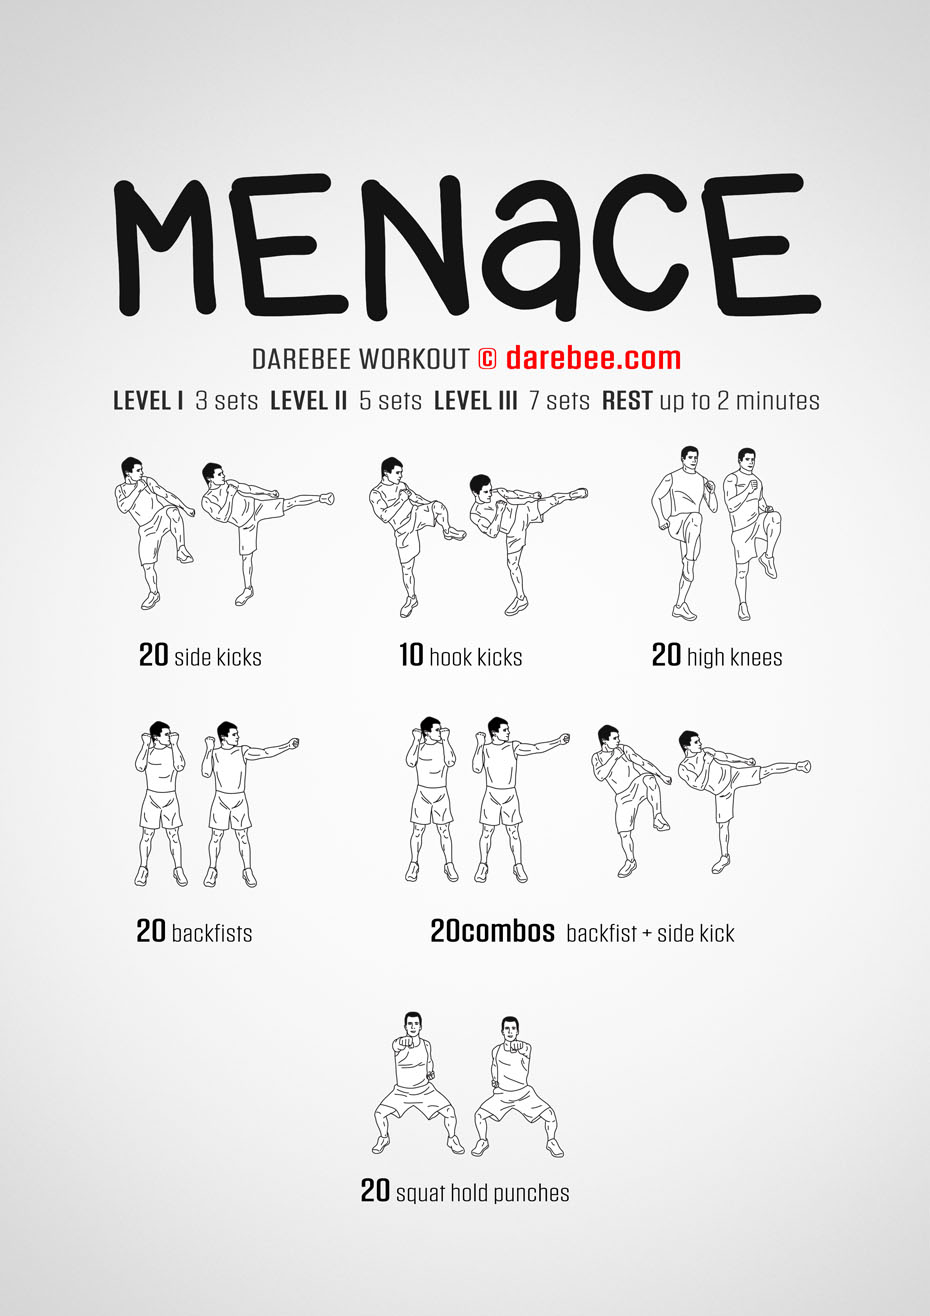 MENaCE
DAREBEE WORKOUT © darebee.com
LEVEL I 3 sets LEVEL II 5 sets LEVEL III 7 sets REST up to 2 minutes
20 side kicks
10 hook kicks
20 high knees
20 backfists
20combos backfist + side kick
20 squat hold punches